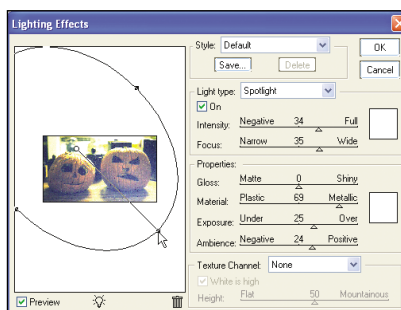 Lighting Effects
Style: Default
OK
Save...
Delete
Cancel
Light type: Spotlight
On
Intensity: Negative 34 Full
Focus: Narrow 35 Wide
Properties:
Gloss: Matte 0 Shiny
Material: Plastic 69 Metallic
Exposure: Under 25 Over
Ambience: Negative 24 Positive
Texture Channel: None
White is high
Height: Flat 50 Mountainous
Preview